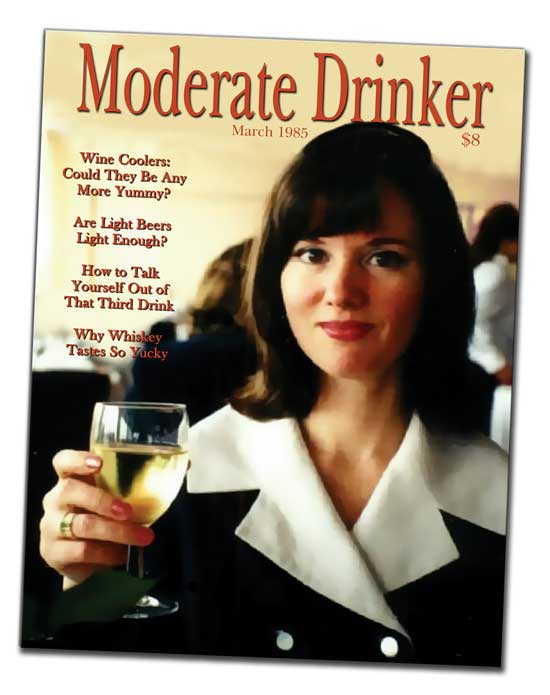 Moderate Drinker
March 1985
$8
Wine Coolers:
Could They Be Any
More Yummy?
Are Light Beers
Light Enough?
How to Talk
Yourself Out of
That Third Drink
Why Whiskey
Tastes So Yucky